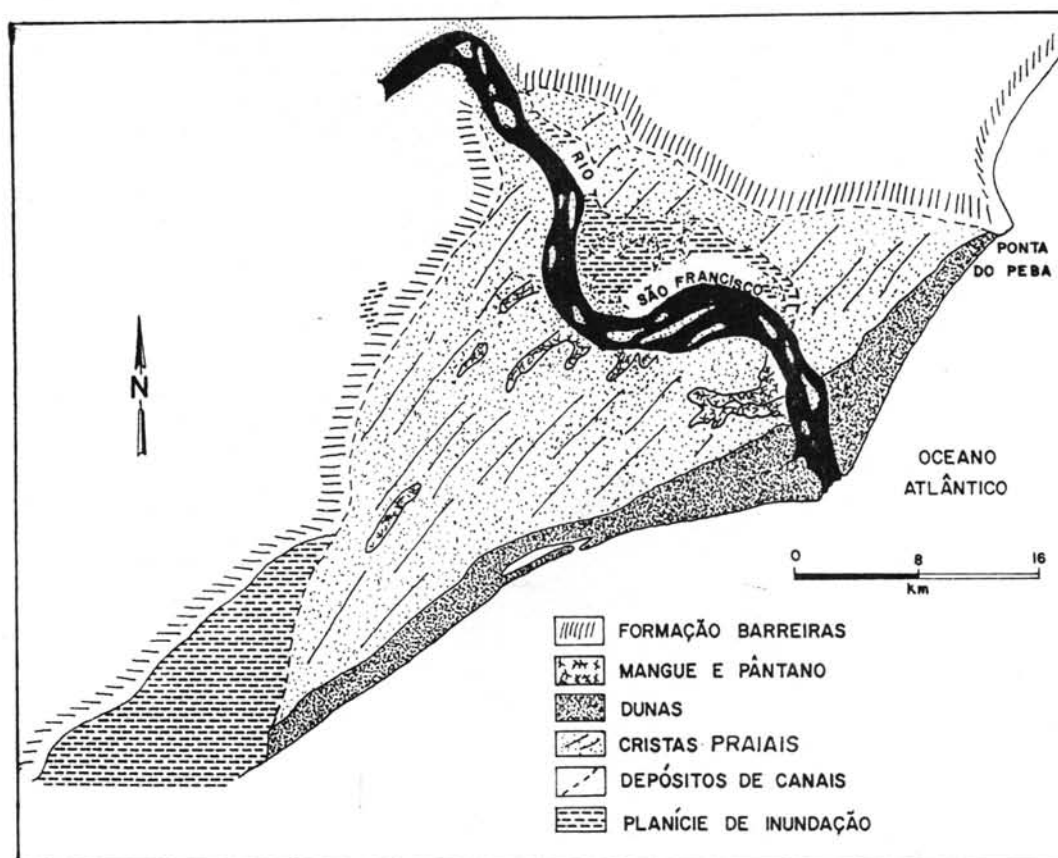 RIO
SÃO FRANCISCO
PONTA
DO PEBA
N
OCEANO
ATLÂNTICO
0 8 16
Km
FORMAÇÃO BARREIRAS
MANGUE E PÂNTANO
DUNAS
CRISTAS PRAIAIS
DEPÓSITOS DE CANAIS
PLANÍCIE DE INUNDAÇÃO